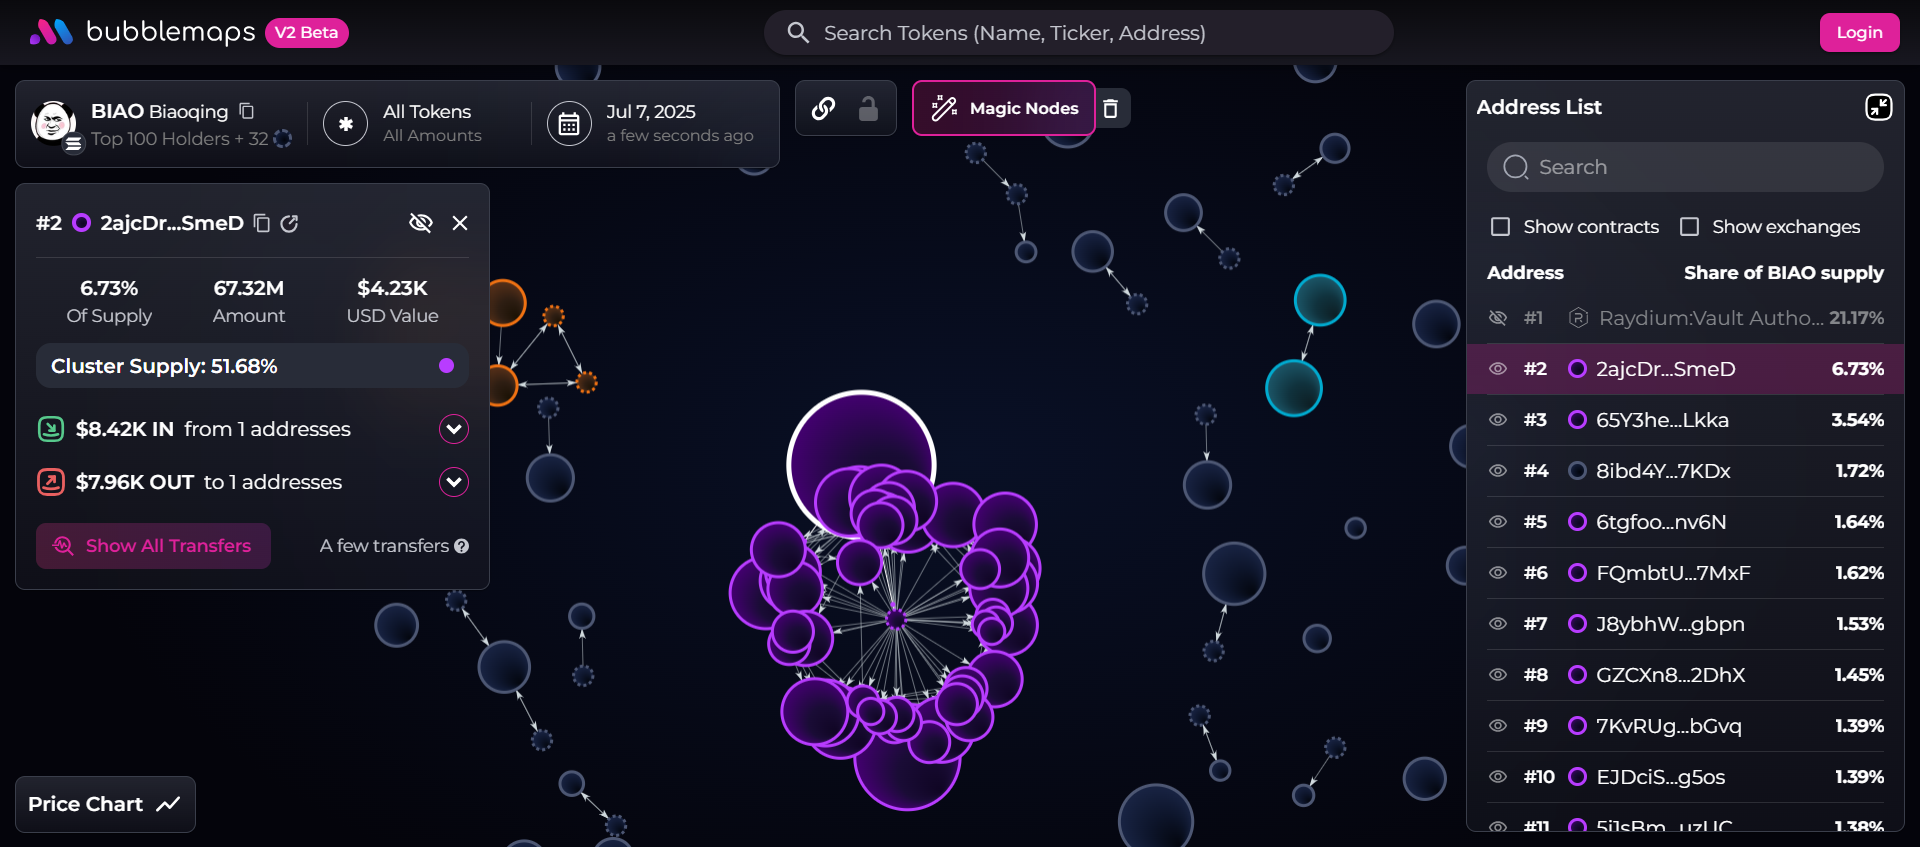 bubblemaps V2 Beta
Search Tokens (Name, Ticker, Address)
Login
BIAO Biaoqing
Top 100 Holders + 32
All Tokens
All Amounts
Jul 7, 2025
a few seconds ago
Magic Nodes
#2 2ajcDr...SmeD
6.73% 67.32M $4.23K
Of Supply Amount USD Value
Cluster Supply: 51.68%
$8.42K IN from 1 addresses
$7.96K OUT to 1 addresses
Show All Transfers A few transfers ?
Price Chart
Address List
Search
Show contracts Show exchanges
Address Share of BIAO supply
#1 Raydium:Vault Autho... 21.17%
#2 2ajcDr...SmeD 6.73%
#3 65Y3he...Lkka 3.54%
#4 8ibd4Y...7KDx 1.72%
#5 6tgfoo...nv6N 1.64%
#6 FQmbtU...7MxF 1.62%
#7 J8ybhW...gbpn 1.53%
#8 GZCXn8...2DhX 1.45%
#9 7KvRUg...bGvq 1.39%
#10 EJDciS...g5os 1.39%
#11 1.38%